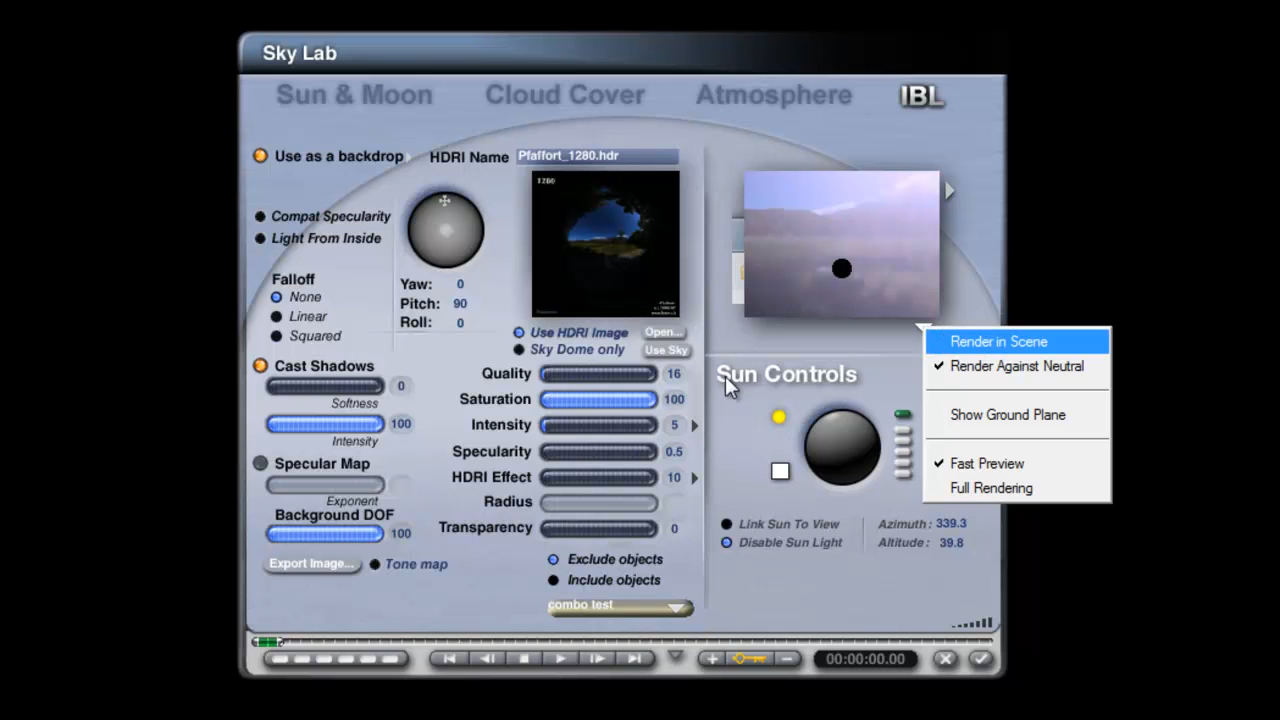 Sky Lab
Sun & Moon
Cloud Cover
Atmosphere
IBL
Use as a backdrop
HDRI Name
Pfaffort_1280.hdr
1280
Compat Specularity
Light From Inside
Falloff
None
Linear
Squared
Yaw: 0
Pitch: 90
Roll: 0
Use HDRI Image
Open...
Sky Dome only
Use Sky
Cast Shadows
0
Softness
100
Intensity
Specular Map
Exponent
Background DOF
100
Export Image...
Tone map
Quality 16
Saturation 100
Intensity 5
Specularity 0.5
HDRI Effect 10
Radius
Transparency 0
Exclude objects
Include objects
combo test
Render in Scene
Render Against Neutral
Show Ground Plane
Fast Preview
Full Rendering
Sun Controls
Link Sun To View
Disable Sun Light
Azimuth: 339.3
Altitude: 39.8
00:00:00.00